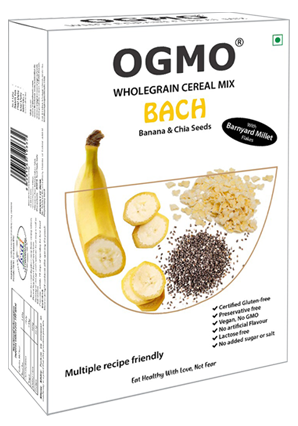 OGMO®
WHOLEGRAIN CEREAL MIX
BACH
Banana & Chia Seeds
With
Barnyard Millet
Flakes
Certified Gluten-free
Preservative free
Vegan, No GMO
No artificial Flavour
Lactose free
No added sugar or salt
Multiple recipe friendly
Eat Healthy With Love, Not Fear